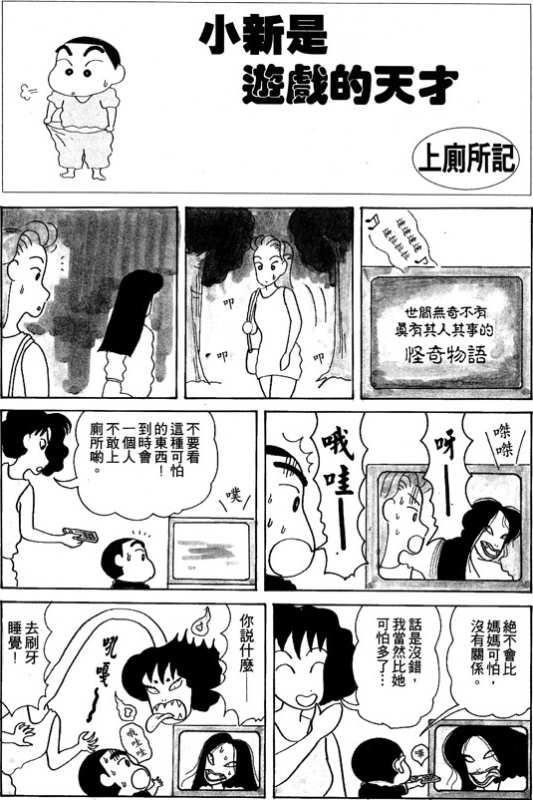 小新是
遊戲的天才
上廁所記
世間無奇不有
眞有其人其事的
怪奇物語
叩
叩
桀桀
呀——
哦哇——
不要看
這種可怕
的東西！
到時會
一個人
不敢上
廁所喲。
噗
絕不會比
媽媽可怕，
沒有關係。
話是沒錯，
我當然比她
可怕多了…
你說什麼——
嘎——
去刷牙
睡覺！